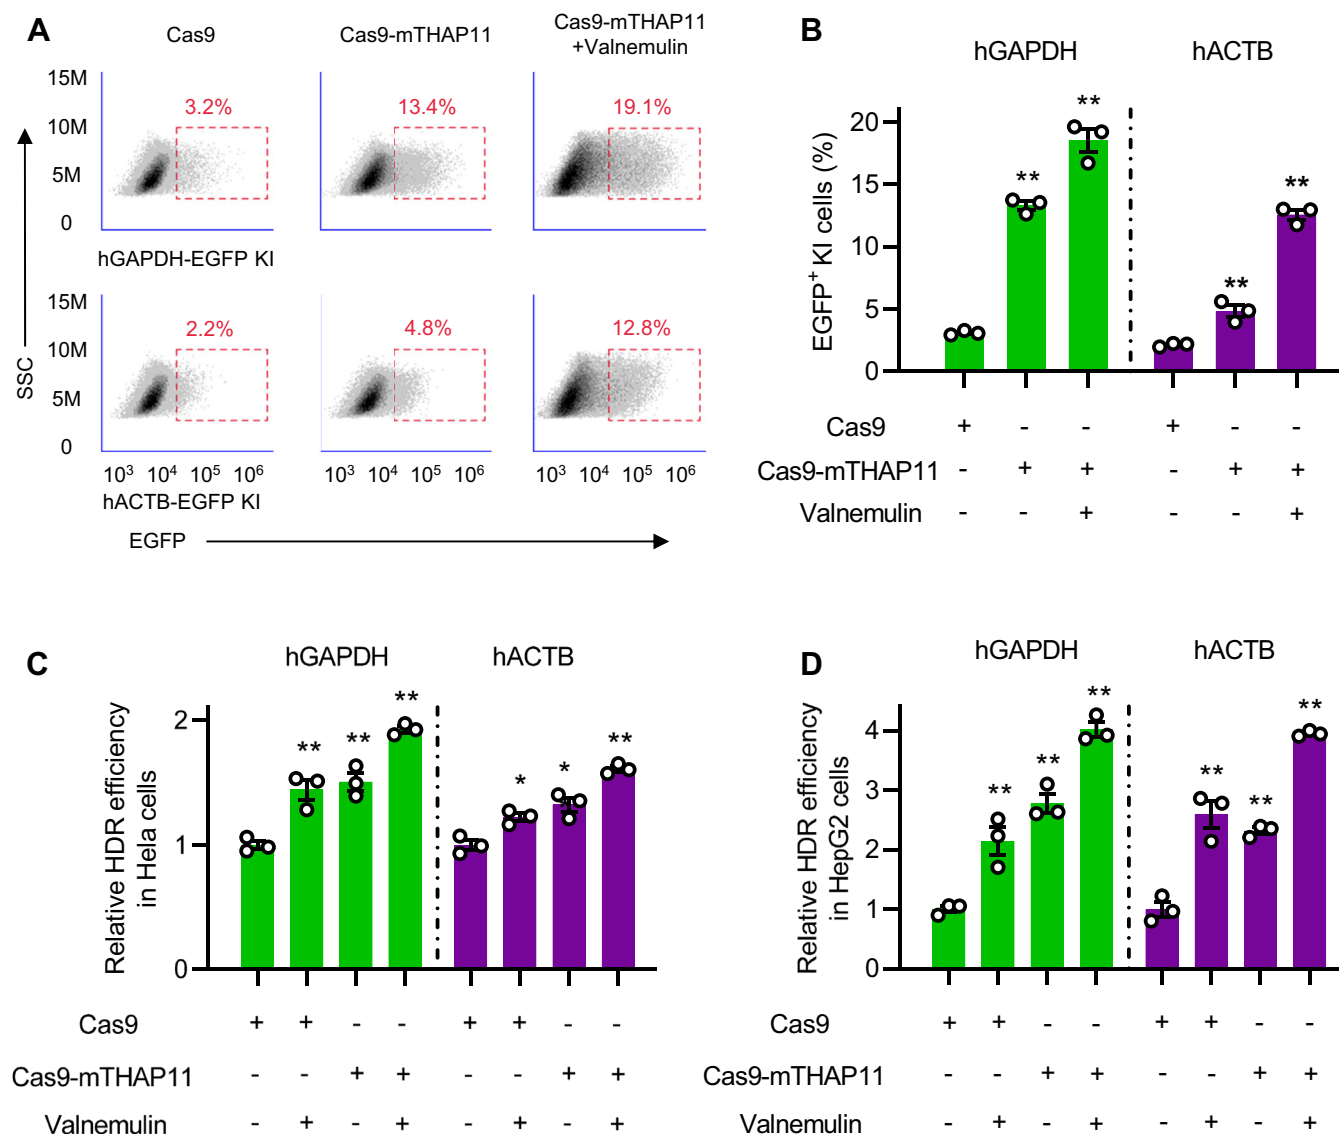 A
Cas9
Cas9-mTHAP11
Cas9-mTHAP11
+Valnemulin
15M
10M
5M
0
3.2%
13.4%
19.1%
hGAPDH-EGFP KI
15M
10M
5M
0
2.2%
4.8%
12.8%
SSC
10³ 10⁴ 10⁵ 10⁶
10³ 10⁴ 10⁵ 10⁶
10³ 10⁴ 10⁵ 10⁶
hACTB-EGFP KI
EGFP
B
hGAPDH
hACTB
EGFP⁺ KI cells (%)
20
15
10
5
0
** ** ** **
Cas9 + - - + - -
Cas9-mTHAP11 - + + - + +
Valnemulin - - + - - +
C
hGAPDH
hACTB
Relative HDR efficiency
in Hela cells
2
1
0
** ** ** * * **
Cas9 + + - - + + - -
Cas9-mTHAP11 - - + + - - + +
Valnemulin - + - + - + - +
D
hGAPDH
hACTB
Relative HDR efficiency
in HepG2 cells
4
3
2
1
0
** ** ** ** ** **
Cas9 + + - - + + - -
Cas9-mTHAP11 - - + + - - + +
Valnemulin - + - + - + - +